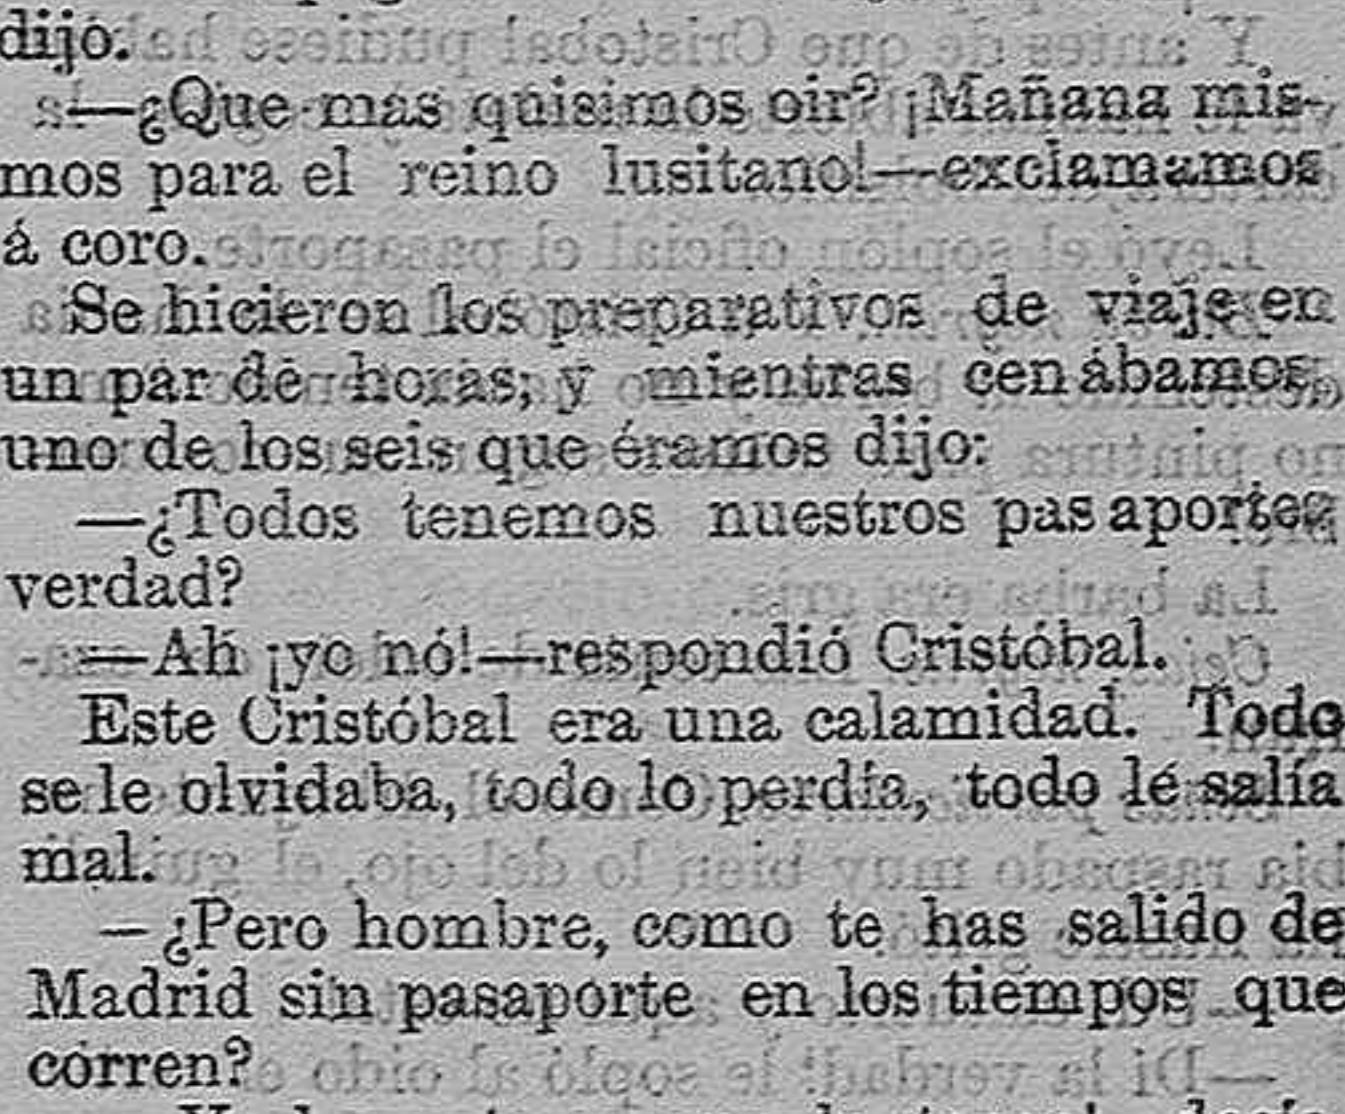 dijo.
—¿Que mas quisimos oir? ¡Mañana mis-
mos para el reino lusitano!—exclamamos
á coro.
Se hicieron los preparativos de viaje en
un par de horas; y mientras cenábamos,
uno de los seis que éramos dijo:
—¿Todos tenemos nuestros pasaportes
verdad?
—Ah ¡yo nó!—respondió Cristóbal.
Este Cristóbal era una calamidad. Todo
se le olvidaba, todo lo perdía, todo le salía
mal.
—¿Pero hombre, como te has salido de
Madrid sin pasaporte en los tiempos que
corren?